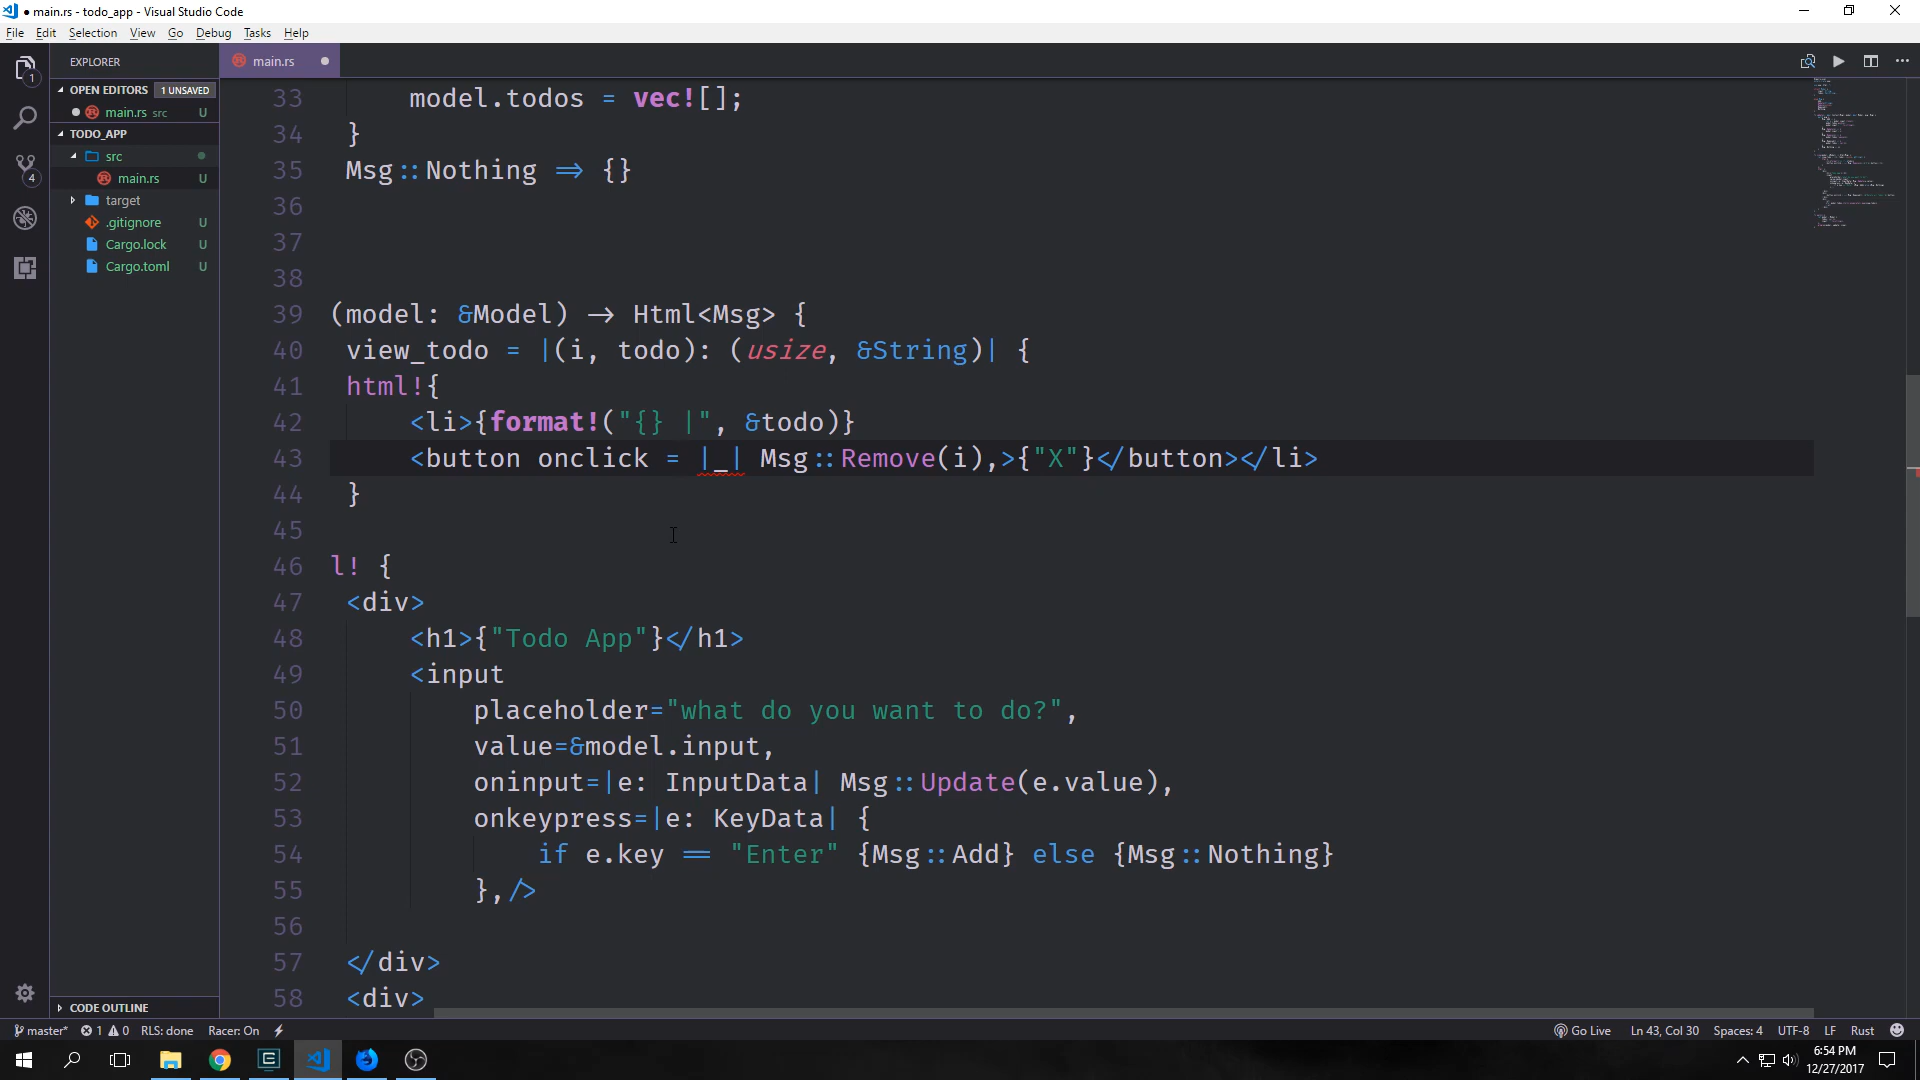 main.rs - todo_app - Visual Studio Code
File Edit Selection View Go Debug Tasks Help
EXPLORER
main.rs
OPEN EDITORS 1 UNSAVED
main.rs src U
TODO_APP
src
main.rs U
target
.gitignore U
Cargo.lock U
Cargo.toml U
CODE OUTLINE
1
4
33 model.todos = vec![];
34 }
35 Msg::Nothing => {}
36
37
38
39 (model: &Model) -> Html<Msg> {
40 view_todo = |(i, todo): (usize, &String)| {
41 html!{
42 <li>{format!("{} |", &todo)}
43 <button onclick = |_| Msg::Remove(i),>{"X"}</button></li>
44 }
45
46 l! {
47 <div>
48 <h1>{"Todo App"}</h1>
49 <input
50 placeholder="what do you want to do?",
51 value=&model.input,
52 oninput=|e: InputData| Msg::Update(e.value),
53 onkeypress=|e: KeyData| {
54 if e.key == "Enter" {Msg::Add} else {Msg::Nothing}
55 },/>
56
57 </div>
58 <div>
master* 1 0 RLS: done Racer: On Go Live Ln 43, Col 30 Spaces: 4 UTF-8 LF Rust
6:54 PM
12/27/2017